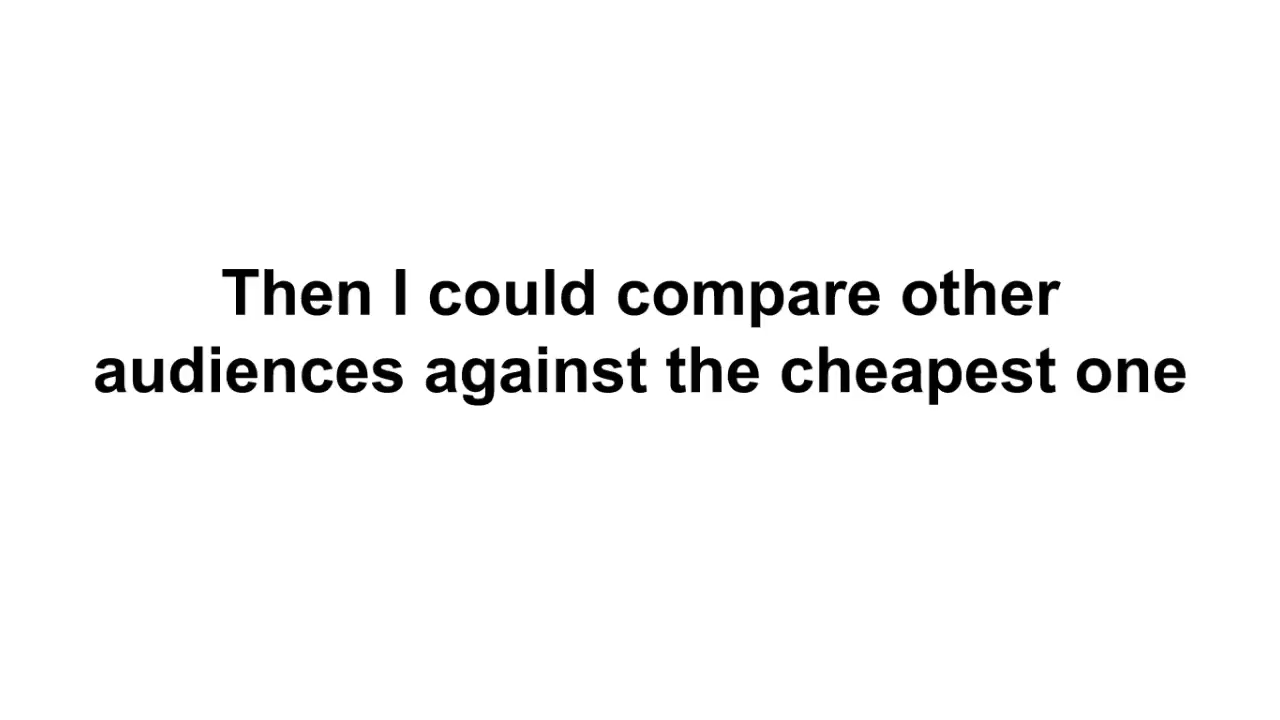 Then I could compare other
audiences against the cheapest one